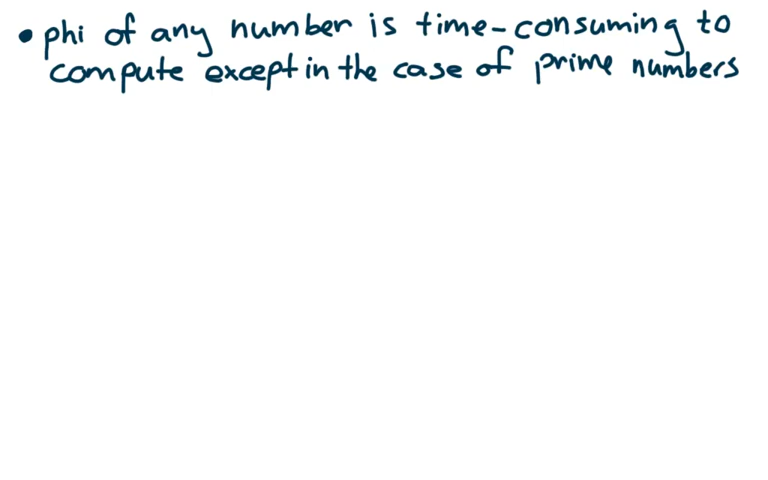 • phi of any number is time-consuming to
compute except in the case of prime numbers